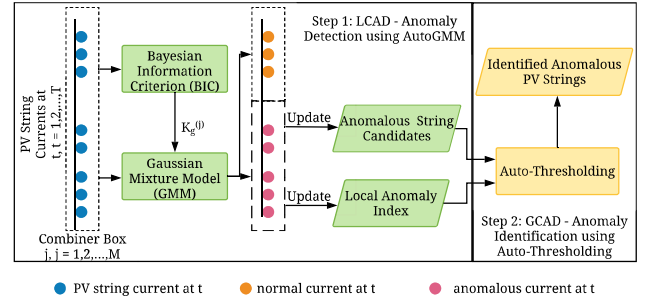 Step 1: LCAD - Anomaly
Detection using AutoGMM
PV String
Currents at
t, t = 1,2,...,T
Bayesian
Information
Criterion (BIC)
K_g^(j)
Gaussian
Mixture Model
(GMM)
Update
Anomalous String
Candidates
Update
Local Anomaly
Index
Combiner Box
j, j = 1,2,...,M
Identified Anomalous
PV Strings
Auto-Thresholding
Step 2: GCAD - Anomaly
Identification using
Auto-Thresholding
PV string current at t
normal current at t
anomalous current at t